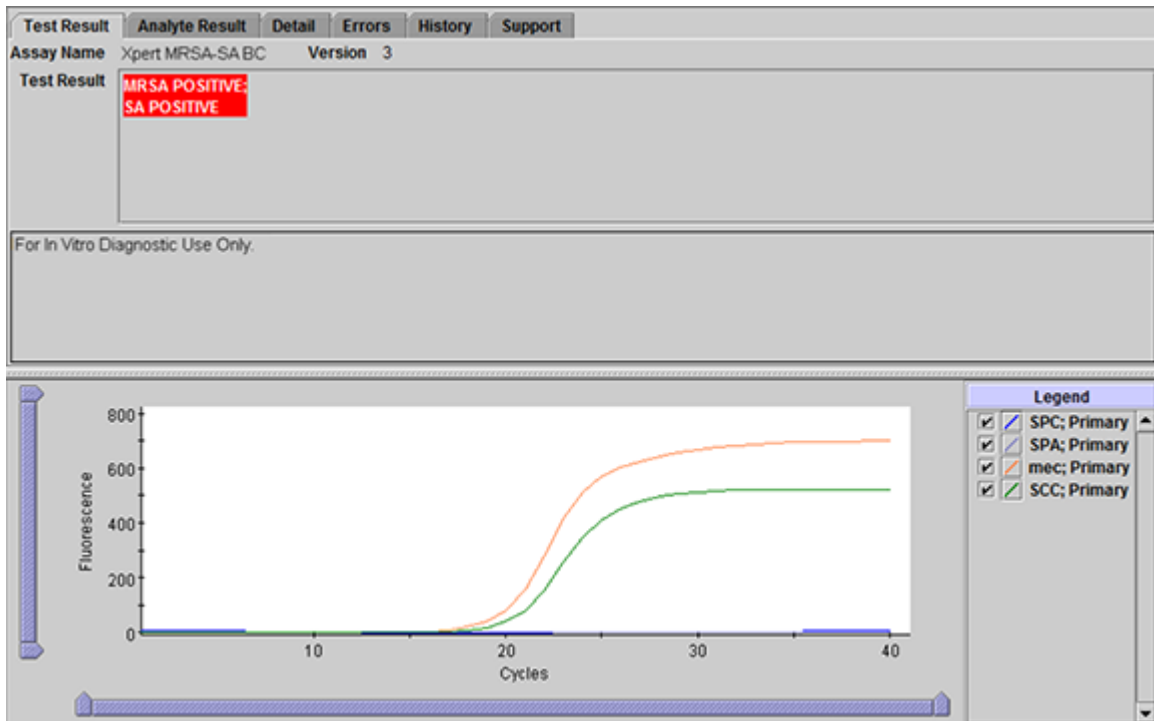 Test Result Analyte Result Detail Errors History Support
Assay Name Xpert MRSA-SA BC Version 3
Test Result MRSA POSITIVE;
SA POSITIVE
For In Vitro Diagnostic Use Only.
Legend
SPC; Primary
SPA; Primary
mec; Primary
SCC; Primary
800
600
400
200
0
Fluorescence
10 20 30 40
Cycles